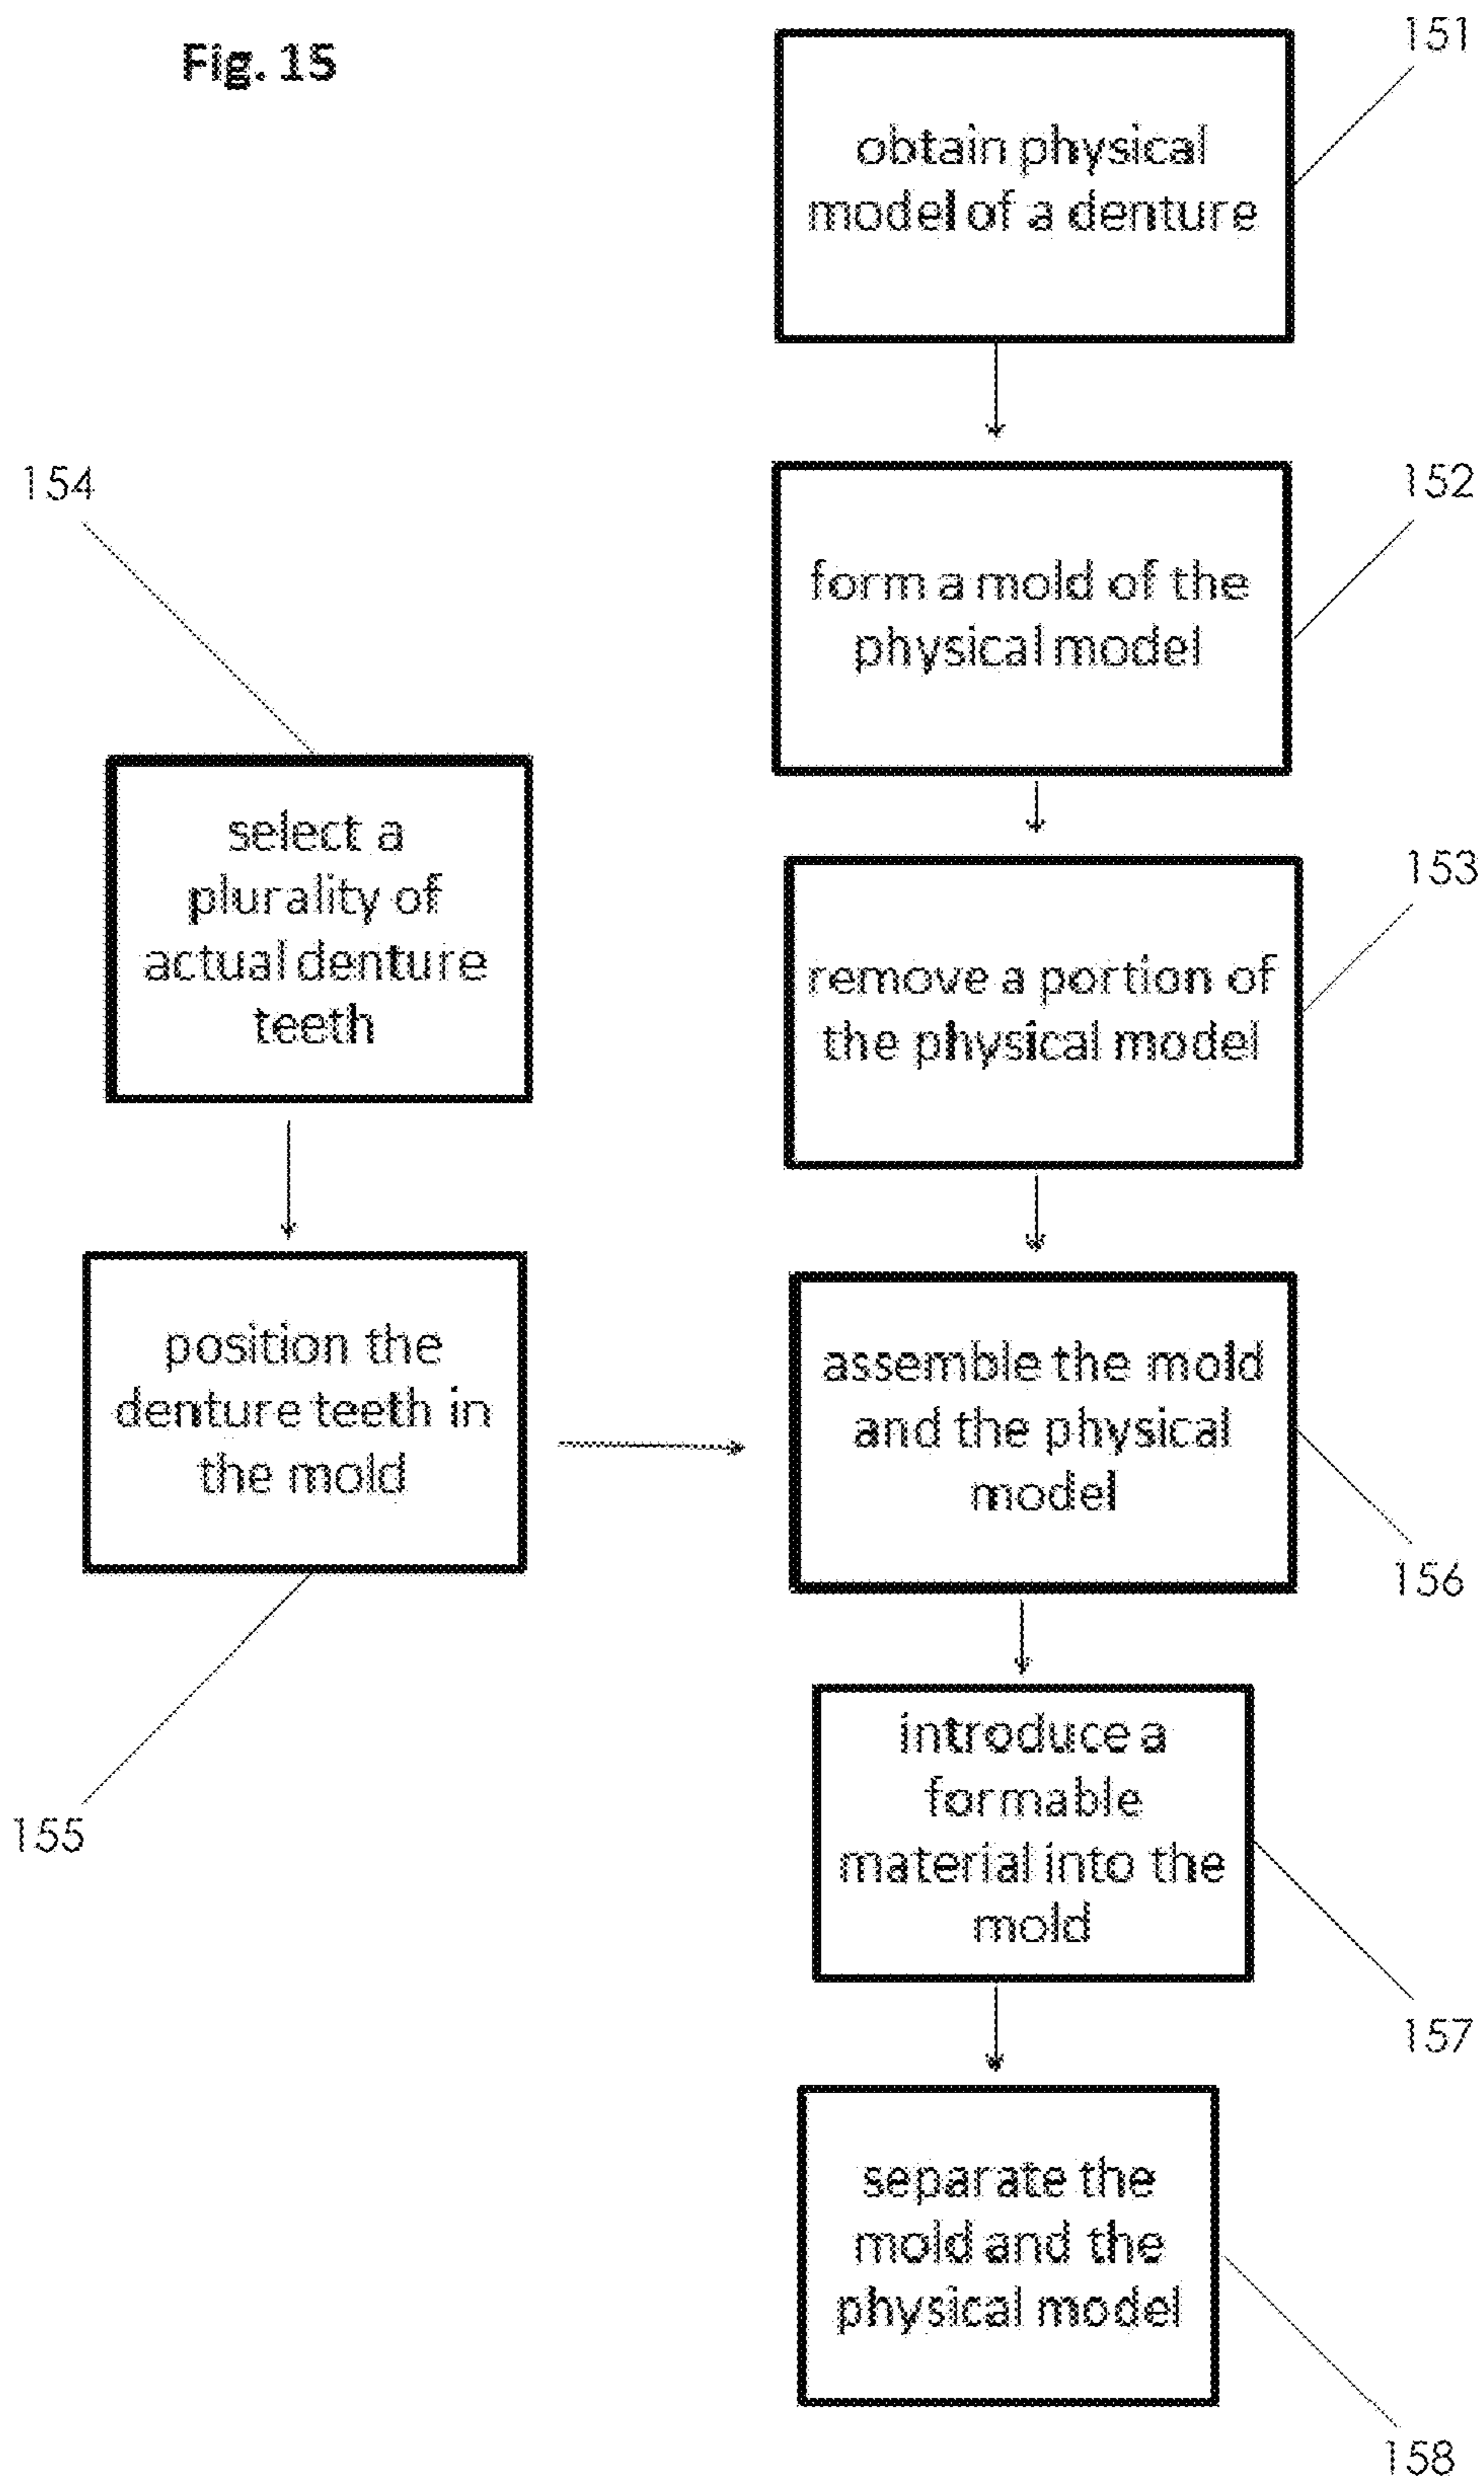 Fig. 15
151
obtain physical
model of a denture
152
form a mold of the
physical model
153
remove a portion of
the physical model
154
select a
plurality of
actual denture
teeth
position the
denture teeth in
the mold
155
assemble the mold
and the physical
model
156
introduce a
formable
material into the
mold
157
separate the
mold and the
physical model
158